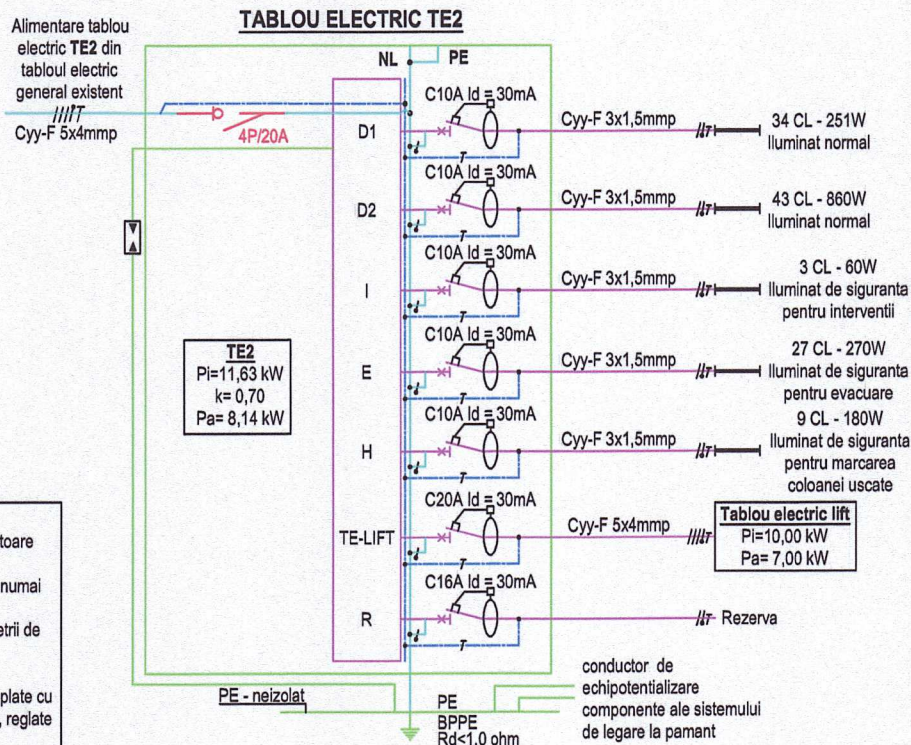 TABLOU ELECTRIC TE2
Alimentare tablou
electric TE2 din
tabloul electric
general existent
Cyy-F 5x4mmp
4P/20A
NL
PE
D1
C10A Id = 30mA
Cyy-F 3x1,5mmp
34 CL - 251W
Iluminat normal
D2
C10A Id = 30mA
Cyy-F 3x1,5mmp
43 CL - 860W
Iluminat normal
I
C10A Id = 30mA
Cyy-F 3x1,5mmp
3 CL - 60W
Iluminat de siguranta
pentru interventii
E
C10A Id = 30mA
Cyy-F 3x1,5mmp
27 CL - 270W
Iluminat de siguranta
pentru evacuare
H
C10A Id = 30mA
Cyy-F 3x1,5mmp
9 CL - 180W
Iluminat de siguranta
pentru marcarea
coloanei uscate
TE-LIFT
C20A Id = 30mA
Cyy-F 5x4mmp
Tablou electric lift
Pi=10,00 kW
Pa= 7,00 kW
R
C16A Id = 30mA
Rezerva
TE2
Pi=11,63 kW
k= 0,70
Pa= 8,14 kW
toare
numai
etrii de
plate cu
, reglate
PE - neizolat
PE
BPPE
Rd<1,0 ohm
conductor de
echipotentializare
componente ale sistemului
de legare la pamant